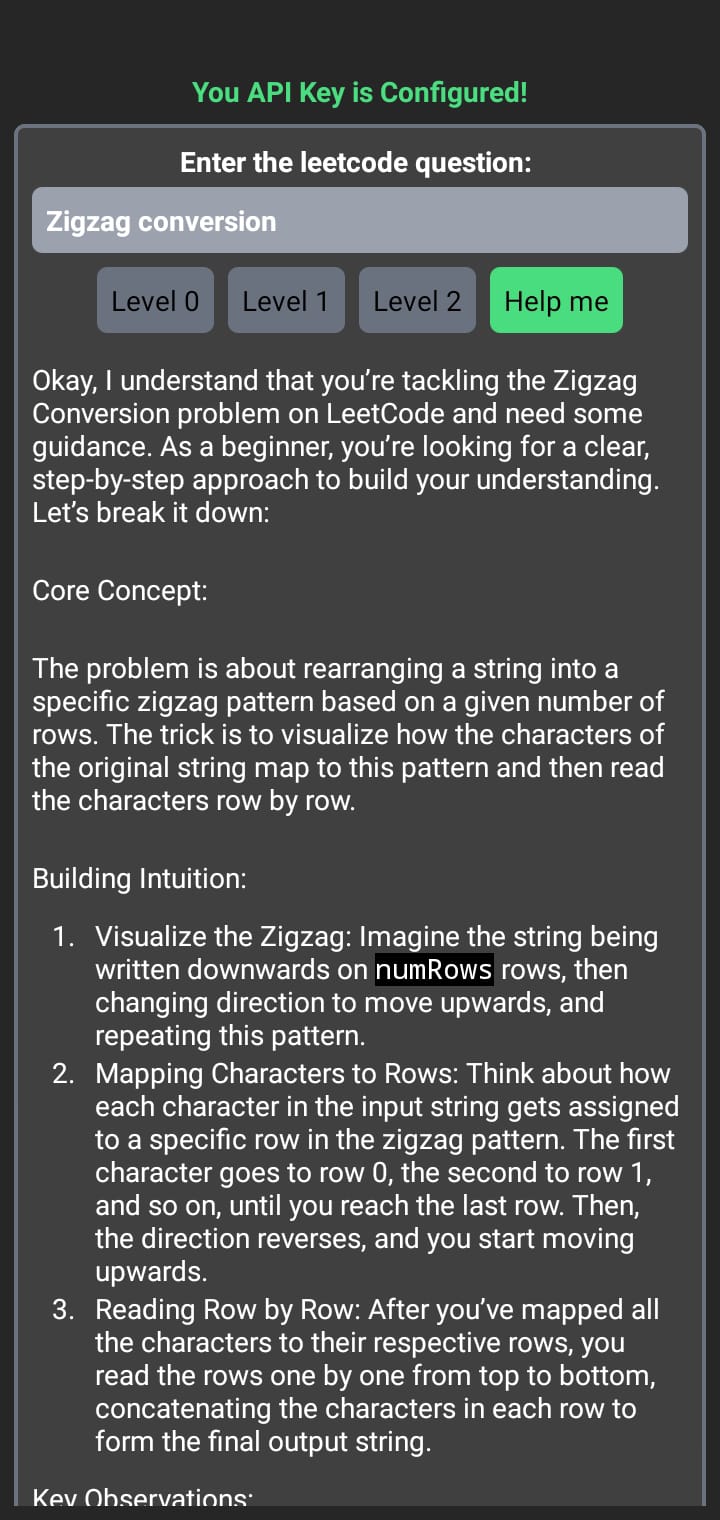 You API Key is Configured!
Enter the leetcode question:
Zigzag conversion
Level 0 Level 1 Level 2 Help me
Okay, I understand that you’re tackling the Zigzag
Conversion problem on LeetCode and need some
guidance. As a beginner, you’re looking for a clear,
step-by-step approach to build your understanding.
Let’s break it down:
Core Concept:
The problem is about rearranging a string into a
specific zigzag pattern based on a given number of
rows. The trick is to visualize how the characters of
the original string map to this pattern and then read
the characters row by row.
Building Intuition:
1. Visualize the Zigzag: Imagine the string being
written downwards on numRows rows, then
changing direction to move upwards, and
repeating this pattern.
2. Mapping Characters to Rows: Think about how
each character in the input string gets assigned
to a specific row in the zigzag pattern. The first
character goes to row 0, the second to row 1,
and so on, until you reach the last row. Then,
the direction reverses, and you start moving
upwards.
3. Reading Row by Row: After you’ve mapped all
the characters to their respective rows, you
read the rows one by one from top to bottom,
concatenating the characters in each row to
form the final output string.
Key Observations: